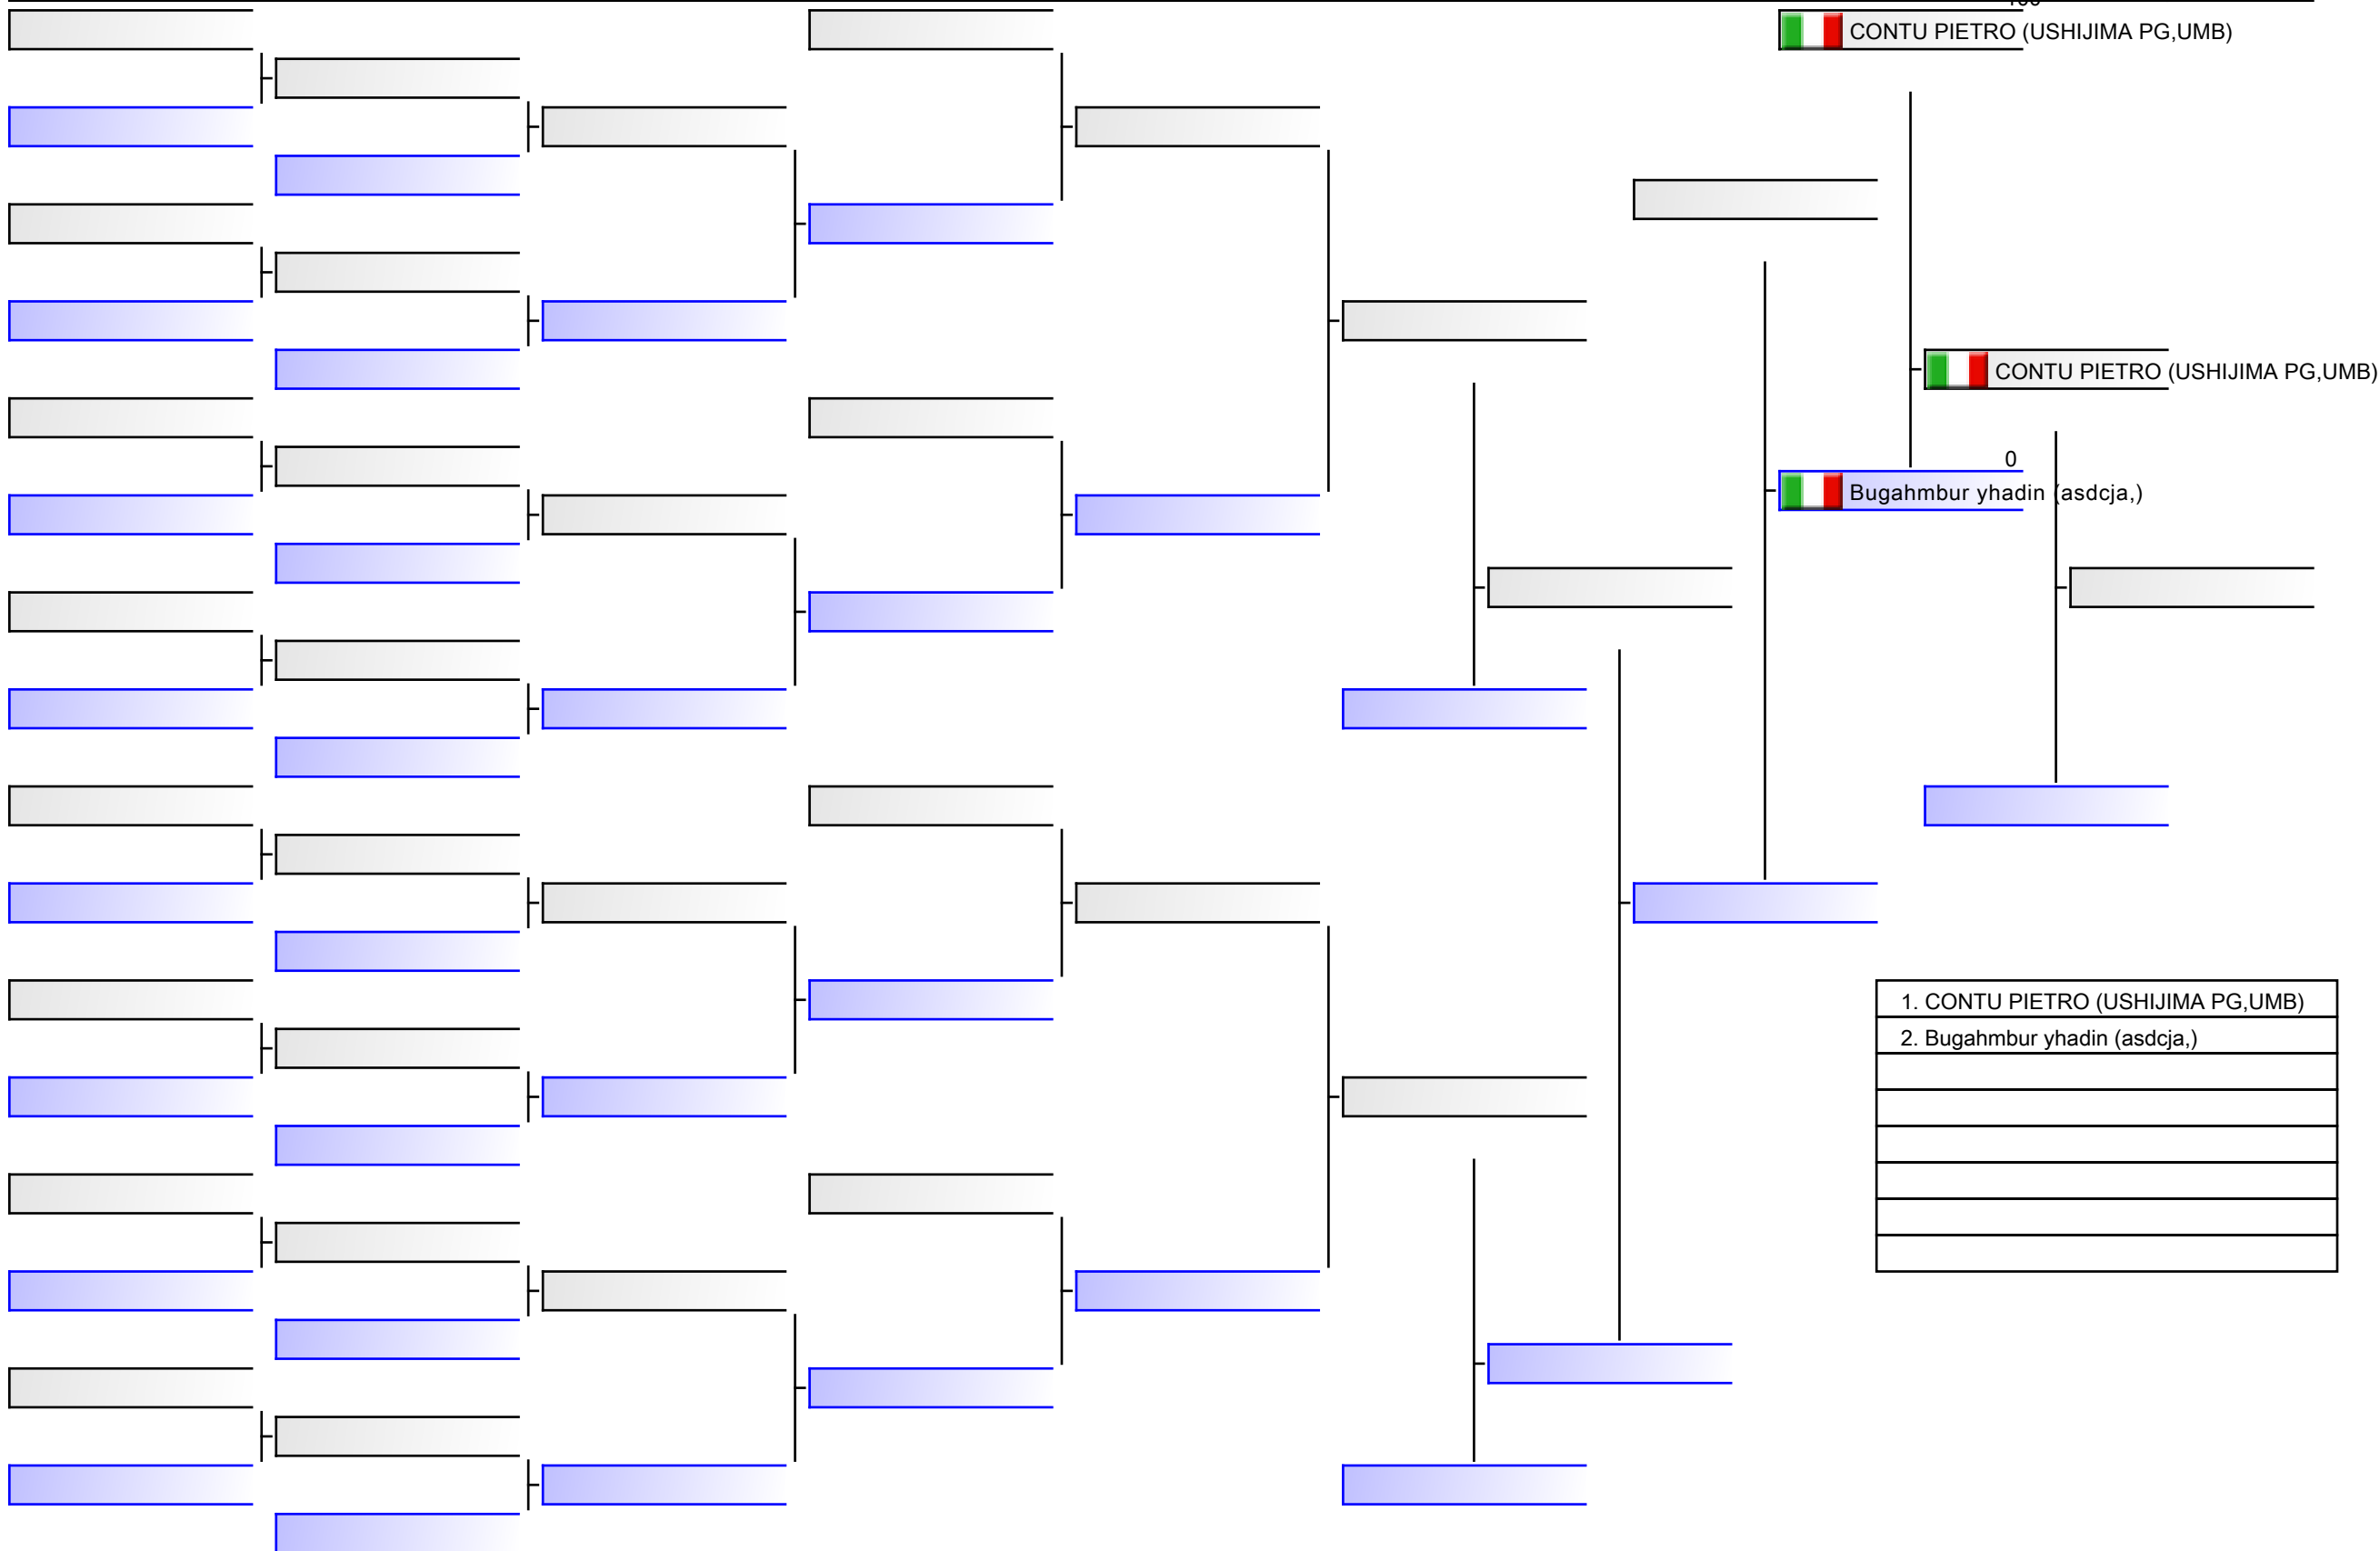 CONTU PIETRO (USHIJIMA PG,UMB)
CONTU PIETRO (USHIJIMA PG,UMB)
0
Bugahmbur yhadin (asdcja,)
1. CONTU PIETRO (USHIJIMA PG,UMB)
2. Bugahmbur yhadin (asdcja,)